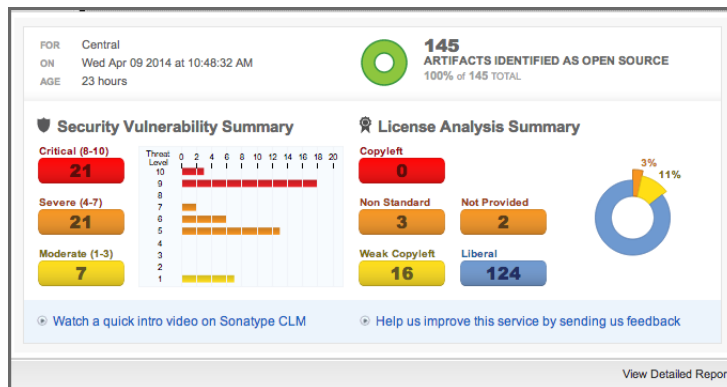 FOR Central
ON Wed Apr 09 2014 at 10:48:32 AM
AGE 23 hours
145
ARTIFACTS IDENTIFIED AS OPEN SOURCE
100% of 145 TOTAL
Security Vulnerability Summary
Critical (8-10)
21
Severe (4-7)
21
Moderate (1-3)
7
Threat
Level
0 2 4 6 8 10 12 14 16 18 20
10
9
8
7
6
5
4
3
2
1
License Analysis Summary
Copyleft
0
Non Standard
3
Not Provided
2
Weak Copyleft
16
Liberal
124
3%
11%
Watch a quick intro video on Sonatype CLM
Help us improve this service by sending us feedback
View Detailed Repor